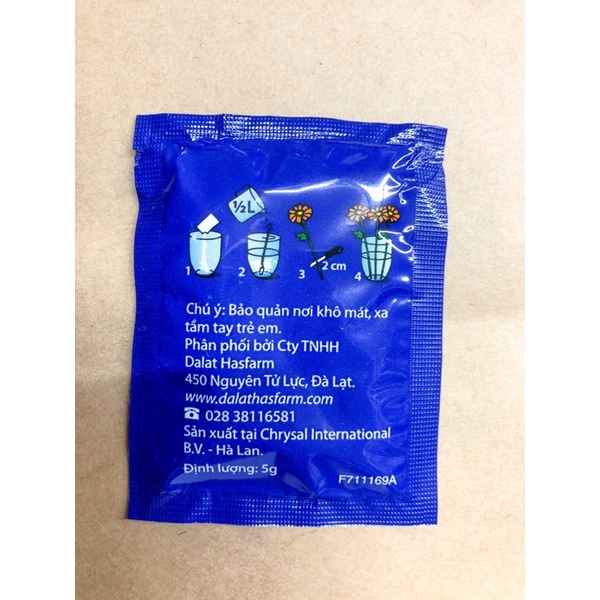 ½L
1
2
3
2 cm
4
Chú ý: Bảo quản nơi khô mát, xa
tầm tay trẻ em.
Phân phối bởi Cty TNHH
Dalat Hasfarm
450 Nguyên Tử Lực, Đà Lạt.
www.dalathasfarm.com
☎ 028 38116581
Sản xuất tại Chrysal International
B.V. - Hà Lan.
Định lượng: 5g
F711169A